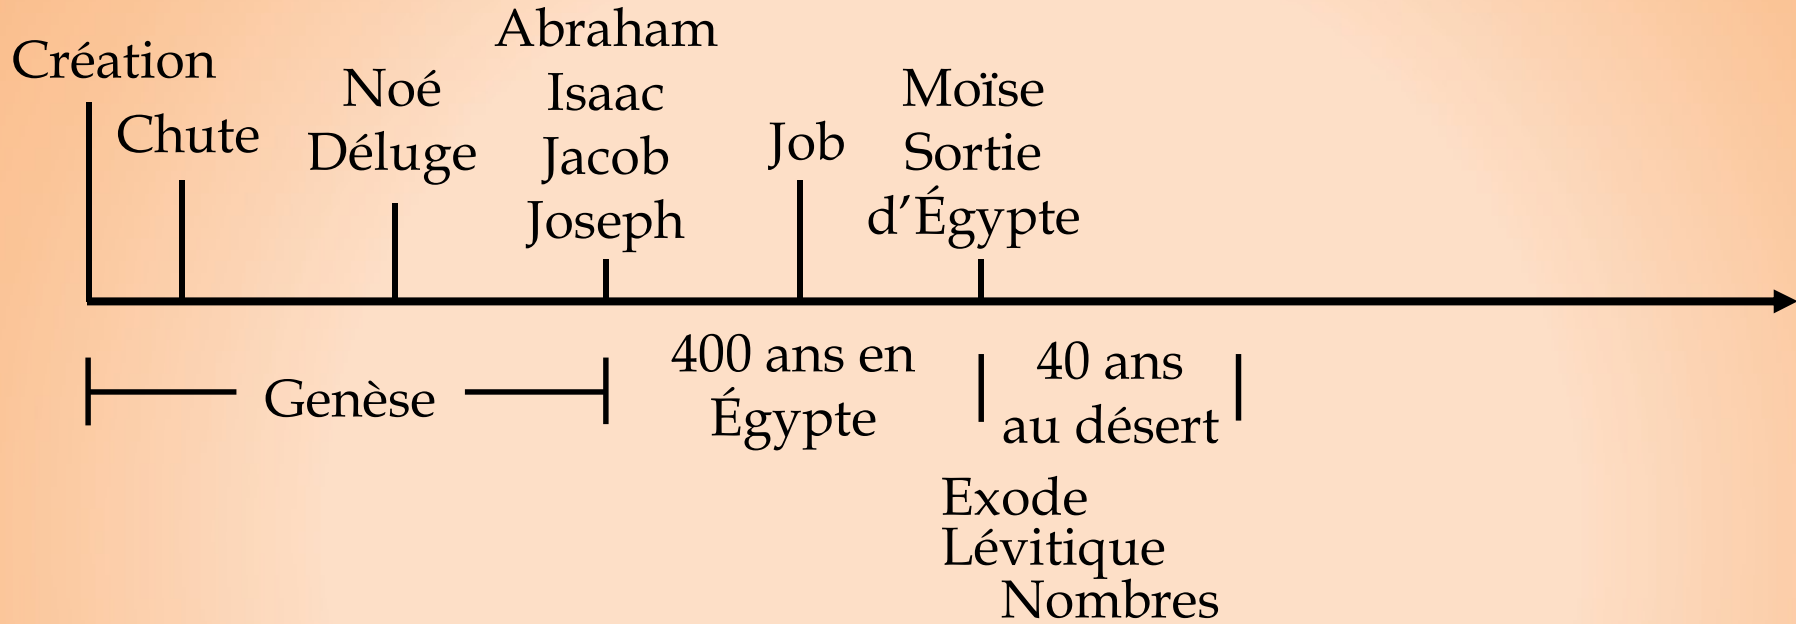 Création
Chute
Noé
Déluge
Abraham
Isaac
Jacob
Joseph
Job
Moïse
Sortie
d’Égypte
Genèse
400 ans en
Égypte
40 ans
au désert
Exode
Lévitique
Nombres